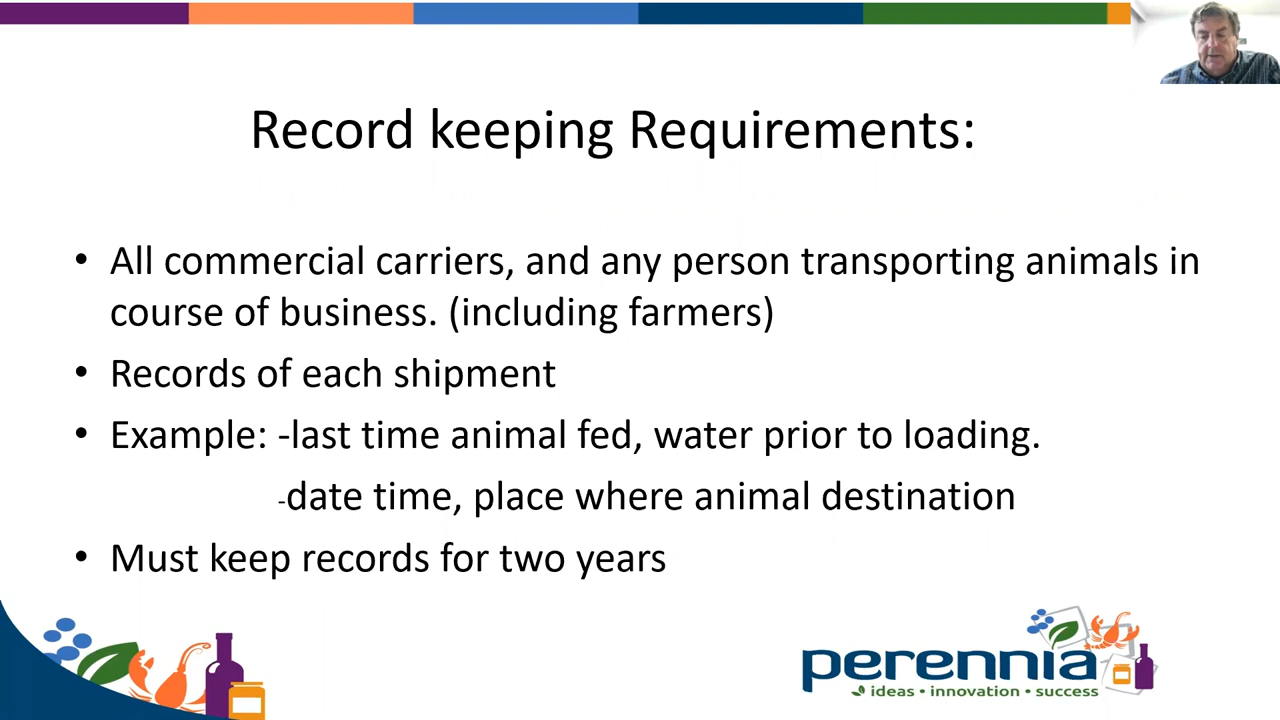 Record keeping Requirements:
• All commercial carriers, and any person transporting animals in
course of business. (including farmers)
• Records of each shipment
• Example: -last time animal fed, water prior to loading.
-date time, place where animal destination
• Must keep records for two years
perennia
ideas • innovation • success